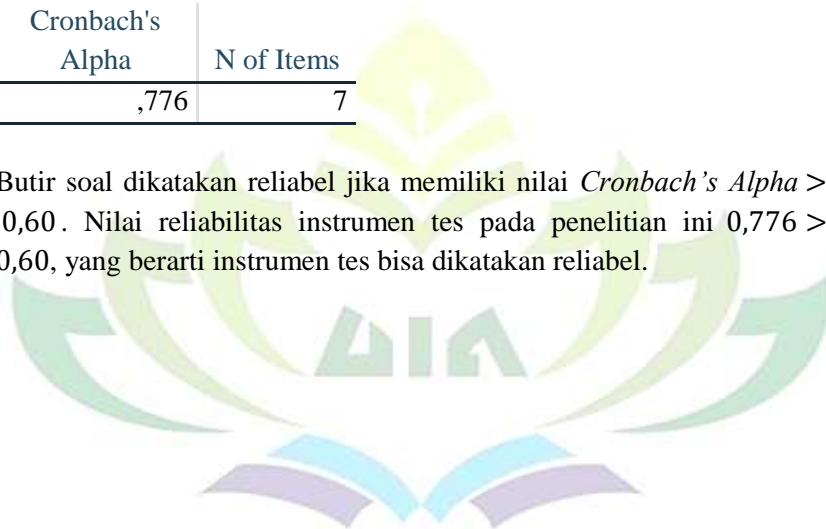 Cronbach's
Alpha N of Items
,776 7
Butir soal dikatakan reliabel jika memiliki nilai Cronbach’s Alpha >
0,60 . Nilai reliabilitas instrumen tes pada penelitian ini 0,776 >
0,60, yang berarti instrumen tes bisa dikatakan reliabel.